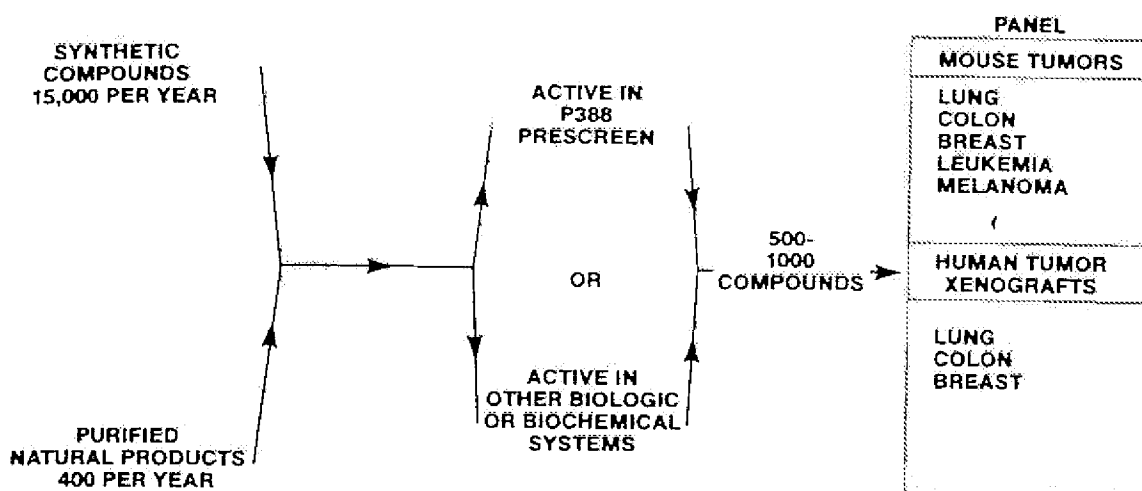 SYNTHETIC
COMPOUNDS
15,000 PER YEAR
PURIFIED
NATURAL PRODUCTS
400 PER YEAR
ACTIVE IN
P388
PRESCREEN
OR
ACTIVE IN
OTHER BIOLOGIC
OR BIOCHEMICAL
SYSTEMS
500-
1000
COMPOUNDS
PANEL
MOUSE TUMORS
LUNG
COLON
BREAST
LEUKEMIA
MELANOMA
HUMAN TUMOR
XENOGRAFTS
LUNG
COLON
BREAST